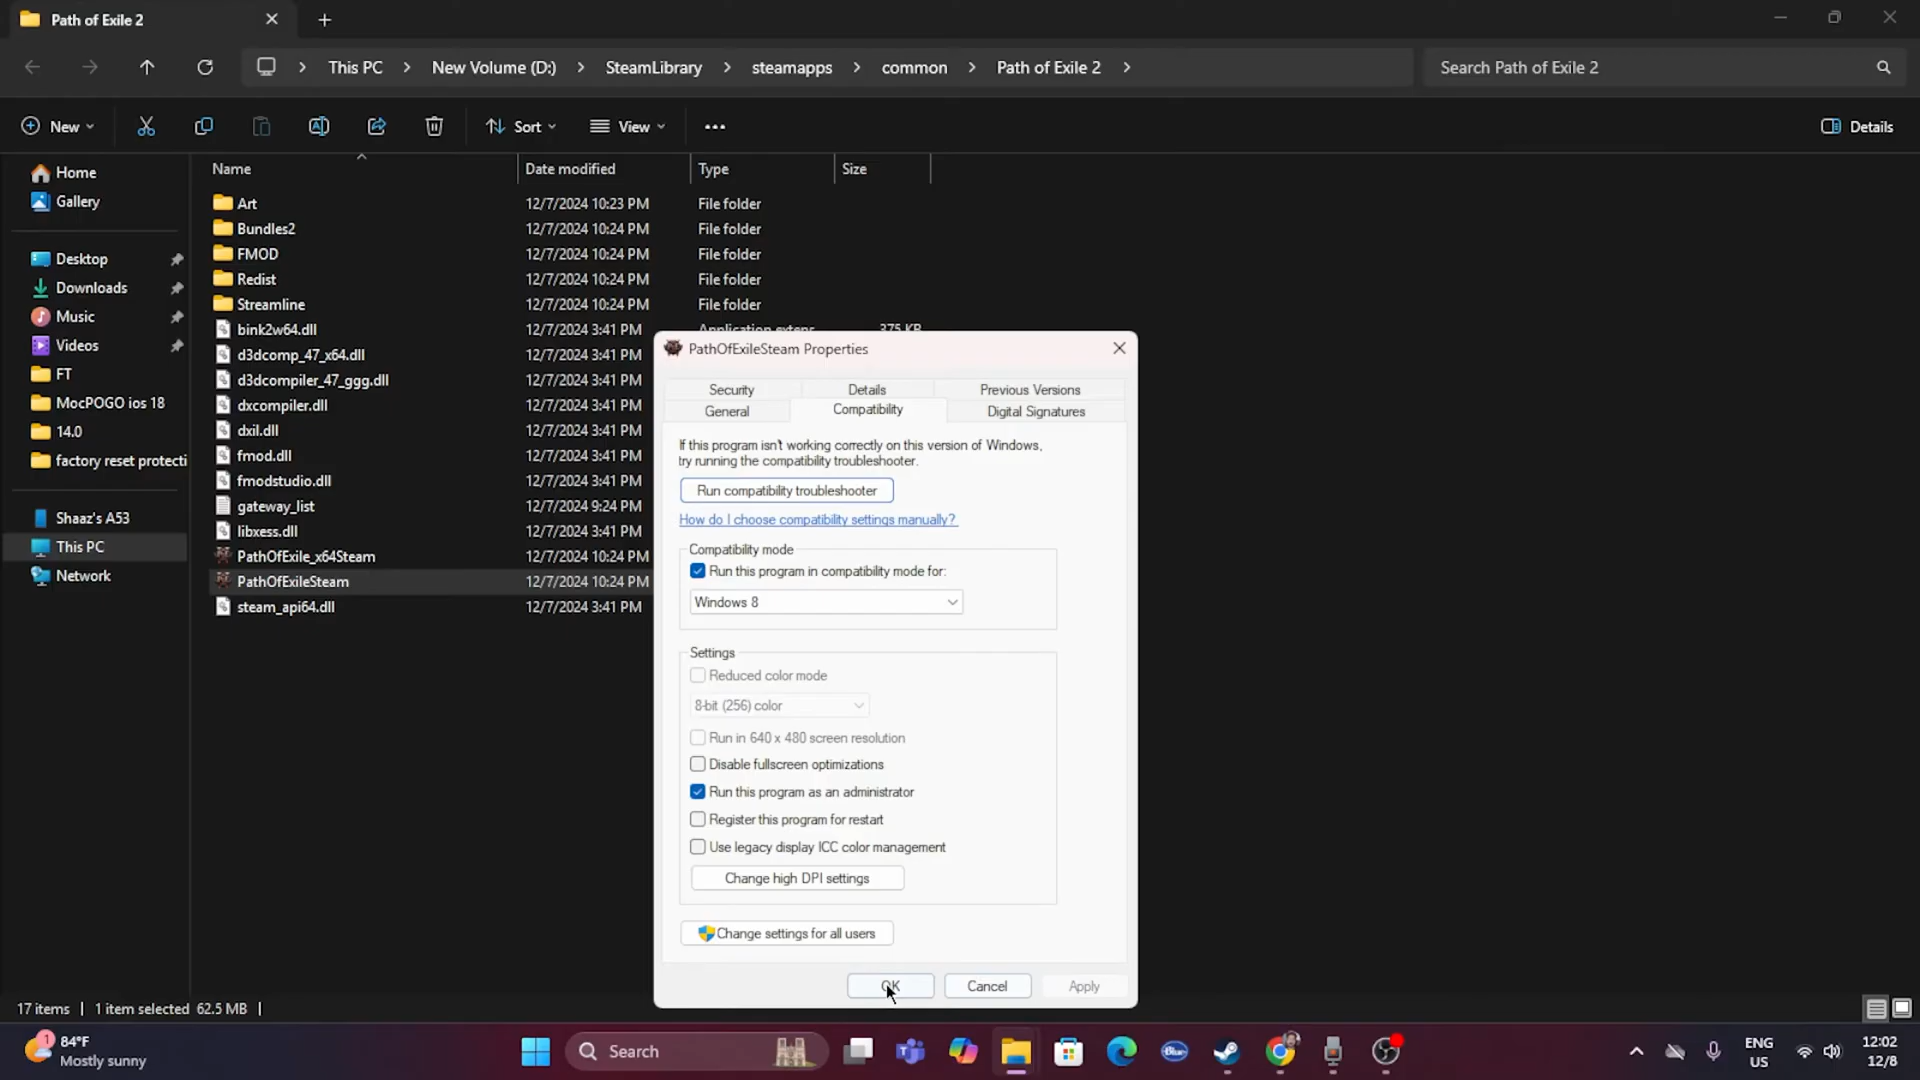 Path of Exile 2
This PC
New Volume (D:)
SteamLibrary
steamapps
common
Path of Exile 2
Search Path of Exile 2
New
Sort
View
Details
Name
Date modified
Type
Size
Home
Gallery
Desktop
Downloads
Music
Videos
FT
MocPOGO ios 18
14.0
factory reset protecti
Shaaz's A53
This PC
Network
Art 12/7/2024 10:23 PM File folder
Bundles2 12/7/2024 10:24 PM File folder
FMOD 12/7/2024 10:24 PM File folder
Redist 12/7/2024 10:24 PM File folder
Streamline 12/7/2024 10:24 PM File folder
bink2w64.dll 12/7/2024 3:41 PM Application extens 375 KB
d3dcomp_47_x64.dll 12/7/2024 3:41 PM
d3dcompiler_47_ggg.dll 12/7/2024 3:41 PM
dxcompiler.dll 12/7/2024 3:41 PM
dxil.dll 12/7/2024 3:41 PM
fmod.dll 12/7/2024 3:41 PM
fmodstudio.dll 12/7/2024 3:41 PM
gateway_list 12/7/2024 9:24 PM
libxess.dll 12/7/2024 3:41 PM
PathOfExile_x64Steam 12/7/2024 10:24 PM
PathOfExileSteam 12/7/2024 10:24 PM
steam_api64.dll 12/7/2024 3:41 PM
PathOfExileSteam Properties
Security
Details
Previous Versions
General
Compatibility
Digital Signatures
If this program isn't working correctly on this version of Windows,
try running the compatibility troubleshooter.
Run compatibility troubleshooter
How do I choose compatibility settings manually?
Compatibility mode
Run this program in compatibility mode for:
Windows 8
Settings
Reduced color mode
8-bit (256) color
Run in 640 x 480 screen resolution
Disable fullscreen optimizations
Run this program as an administrator
Register this program for restart
Use legacy display ICC color management
Change high DPI settings
Change settings for all users
OK
Cancel
Apply
17 items
1 item selected 62.5 MB
1
84°F
Mostly sunny
Search
Blue
ENG
US
12:02
12/8